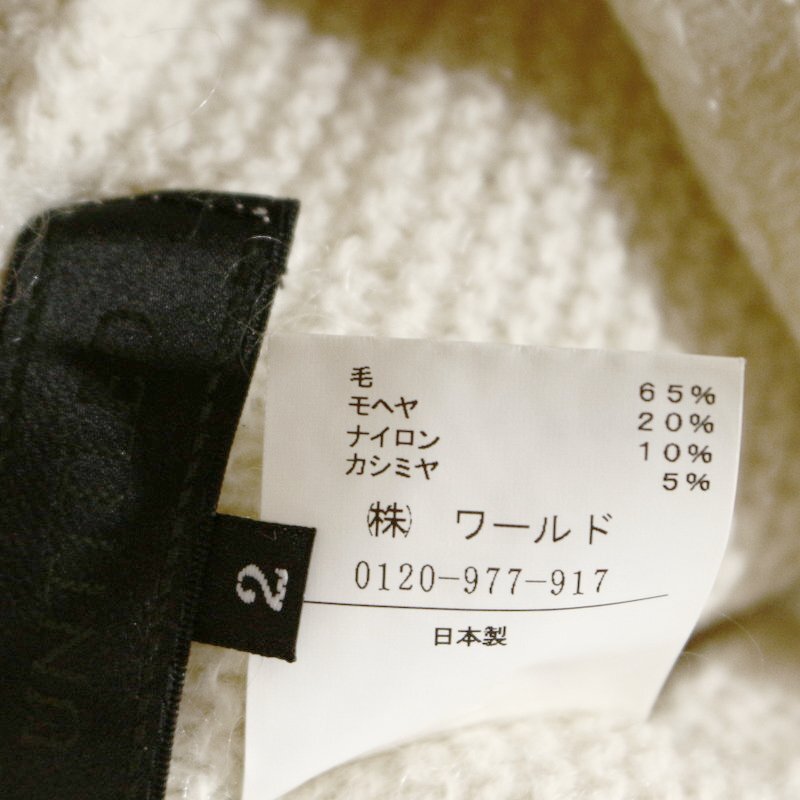 毛 65%
モヘヤ 20%
ナイロン 10%
カシミヤ 5%
㈱ ワールド
0120-977-917
日本製
2